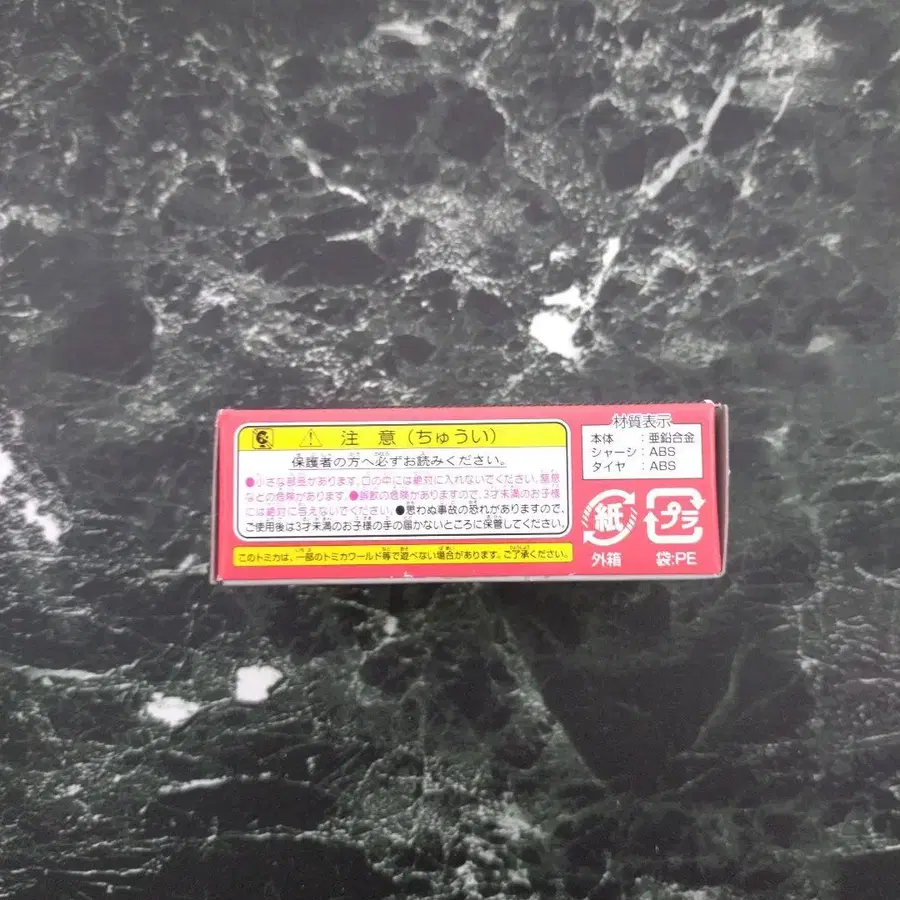 注意(ちゅうい)
保護者の方へ必ずお読みください。
●小さな部品があります。口の中には絶対に入れないでください。窒息
などの危険があります。●誤飲の危険がありますので、3才未満のお子様
には絶対に与えないでください。●思わぬ事故の恐れがありますので、
ご使用後は3才未満のお子様の手の届かないところに保管してください。
このトミカは、一部のトミカワールド等で遊べない場合があります。ご了承ください。
材質表示
本体 :亜鉛合金
シャーシ:ABS
タイヤ :ABS
紙
外箱
プラ
袋:PE